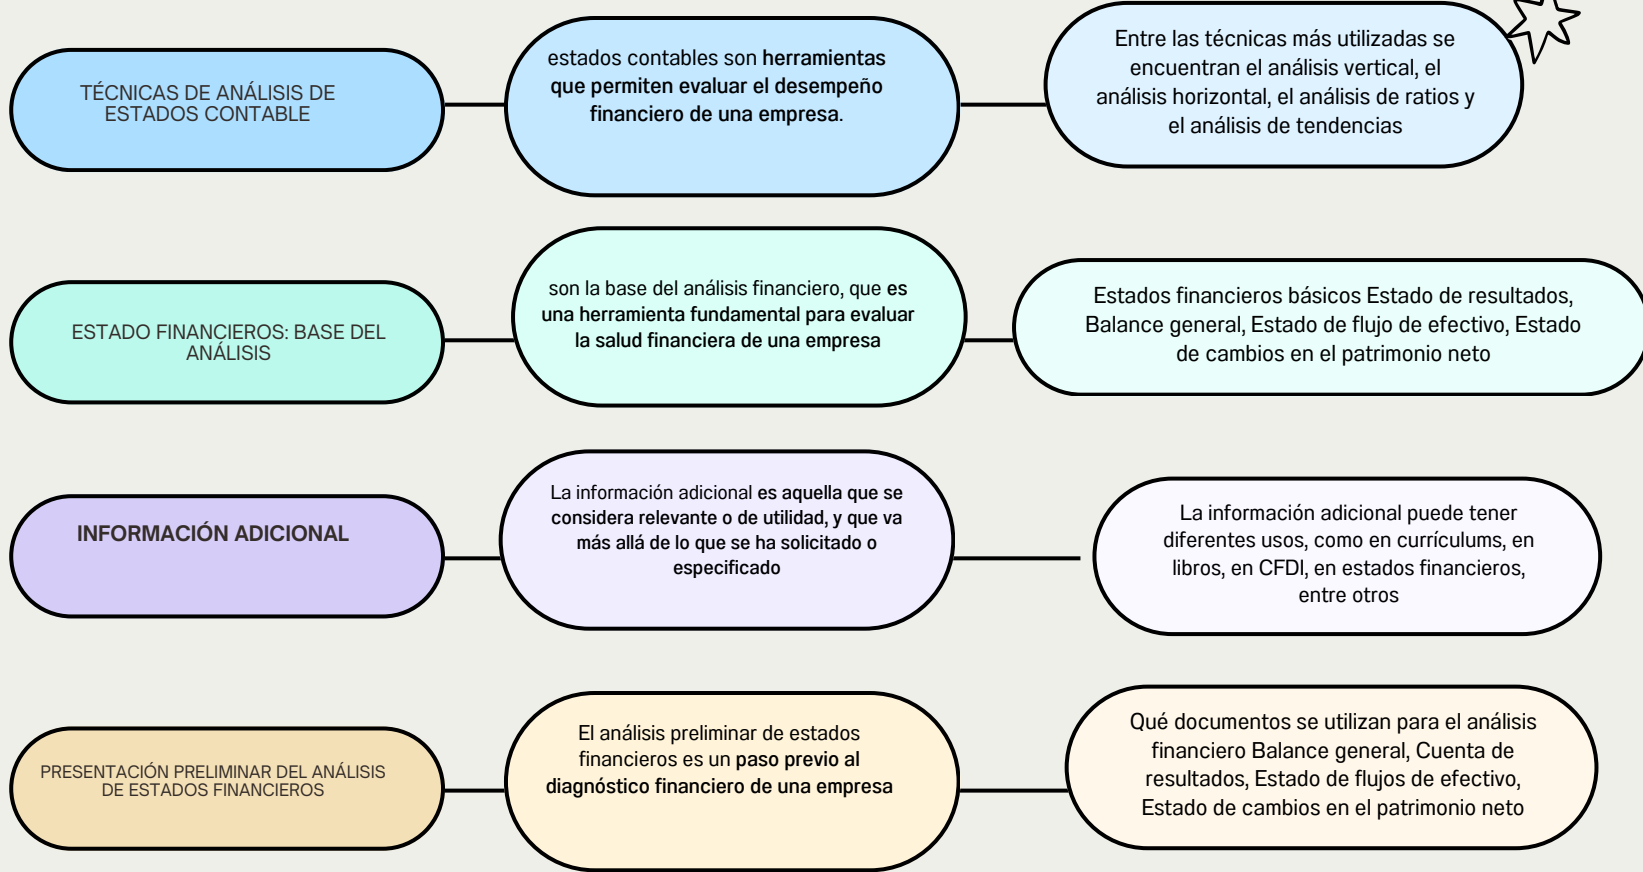 TÉCNICAS DE ANÁLISIS DE
ESTADOS CONTABLE
estados contables son herramientas
que permiten evaluar el desempeño
financiero de una empresa.
Entre las técnicas más utilizadas se
encuentran el análisis vertical, el
análisis horizontal, el análisis de ratios y
el análisis de tendencias
ESTADO FINANCIEROS: BASE DEL
ANÁLISIS
son la base del análisis financiero, que es
una herramienta fundamental para evaluar
la salud financiera de una empresa
Estados financieros básicos Estado de resultados,
Balance general, Estado de flujo de efectivo, Estado
de cambios en el patrimonio neto
INFORMACIÓN ADICIONAL
La información adicional es aquella que se
considera relevante o de utilidad, y que va
más allá de lo que se ha solicitado o
especificado
La información adicional puede tener
diferentes usos, como en currículums, en
libros, en CFDI, en estados financieros,
entre otros
PRESENTACIÓN PRELIMINAR DEL ANÁLISIS
DE ESTADOS FINANCIEROS
El análisis preliminar de estados
financieros es un paso previo al
diagnóstico financiero de una empresa
Qué documentos se utilizan para el análisis
financiero Balance general, Cuenta de
resultados, Estado de flujos de efectivo,
Estado de cambios en el patrimonio neto